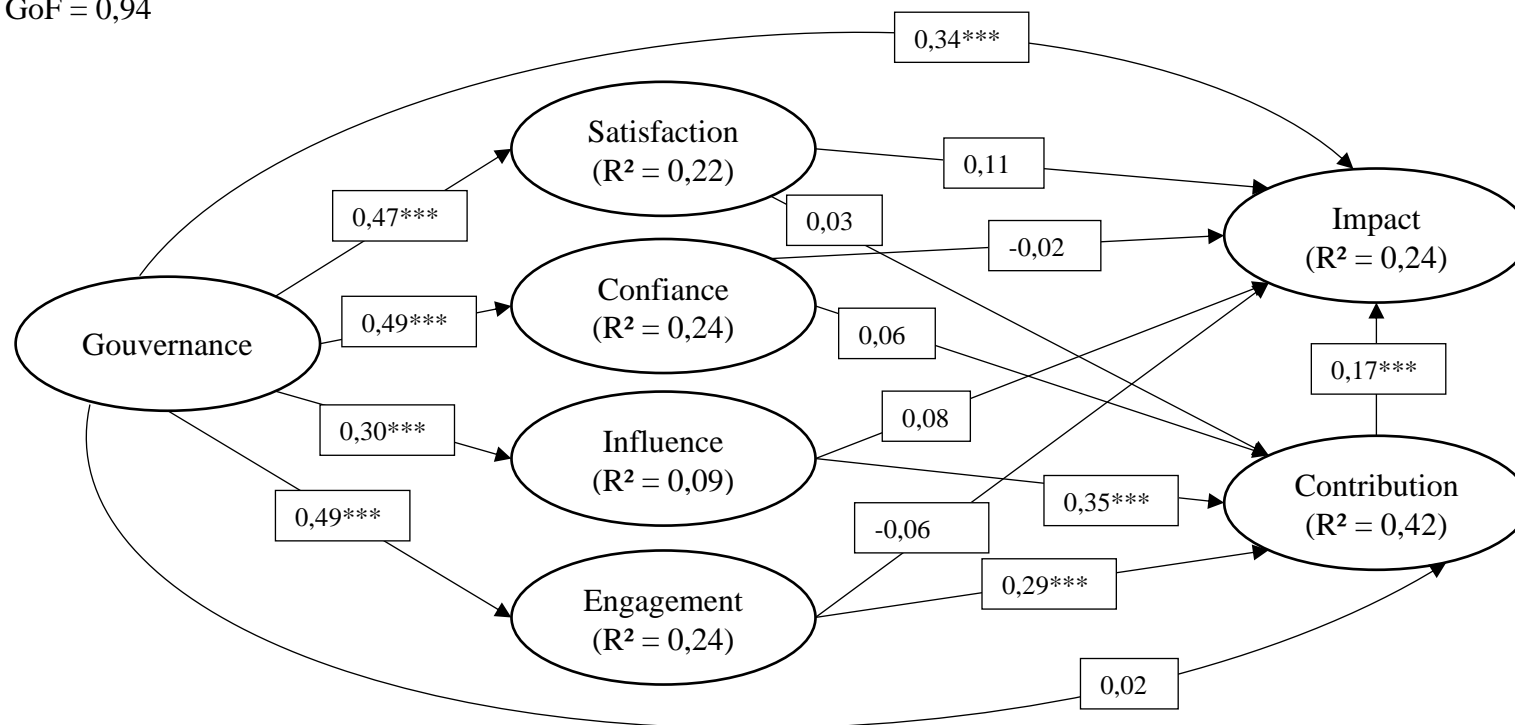 GoF = 0,94
0,34***
Satisfaction
(R² = 0,22)
0,11
Impact
(R² = 0,24)
0,47***
0,03
-0,02
Confiance
(R² = 0,24)
Gouvernance
0,49***
0,06
0,17***
0,30***
Influence
(R² = 0,09)
0,08
Contribution
(R² = 0,42)
0,35***
0,49***
-0,06
Engagement
(R² = 0,24)
0,29***
0,02